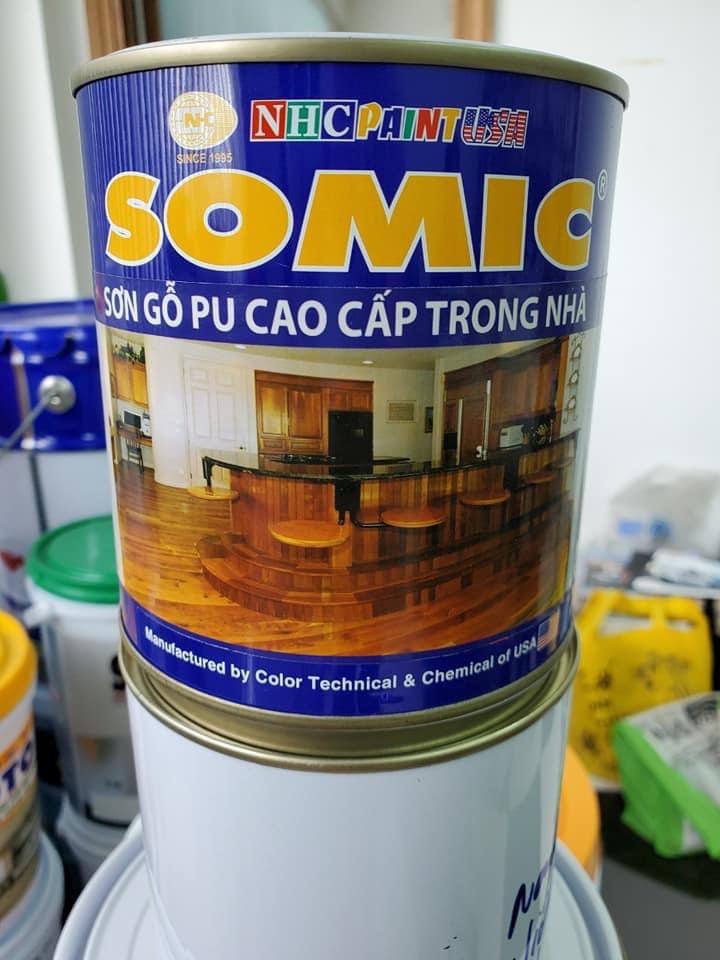 NHC PAINT USA
NHC
SINCE 1995
SOMIC®
SƠN GỖ PU CAO CẤP TRONG NHÀ
Manufactured by Color Technical & Chemical of USA